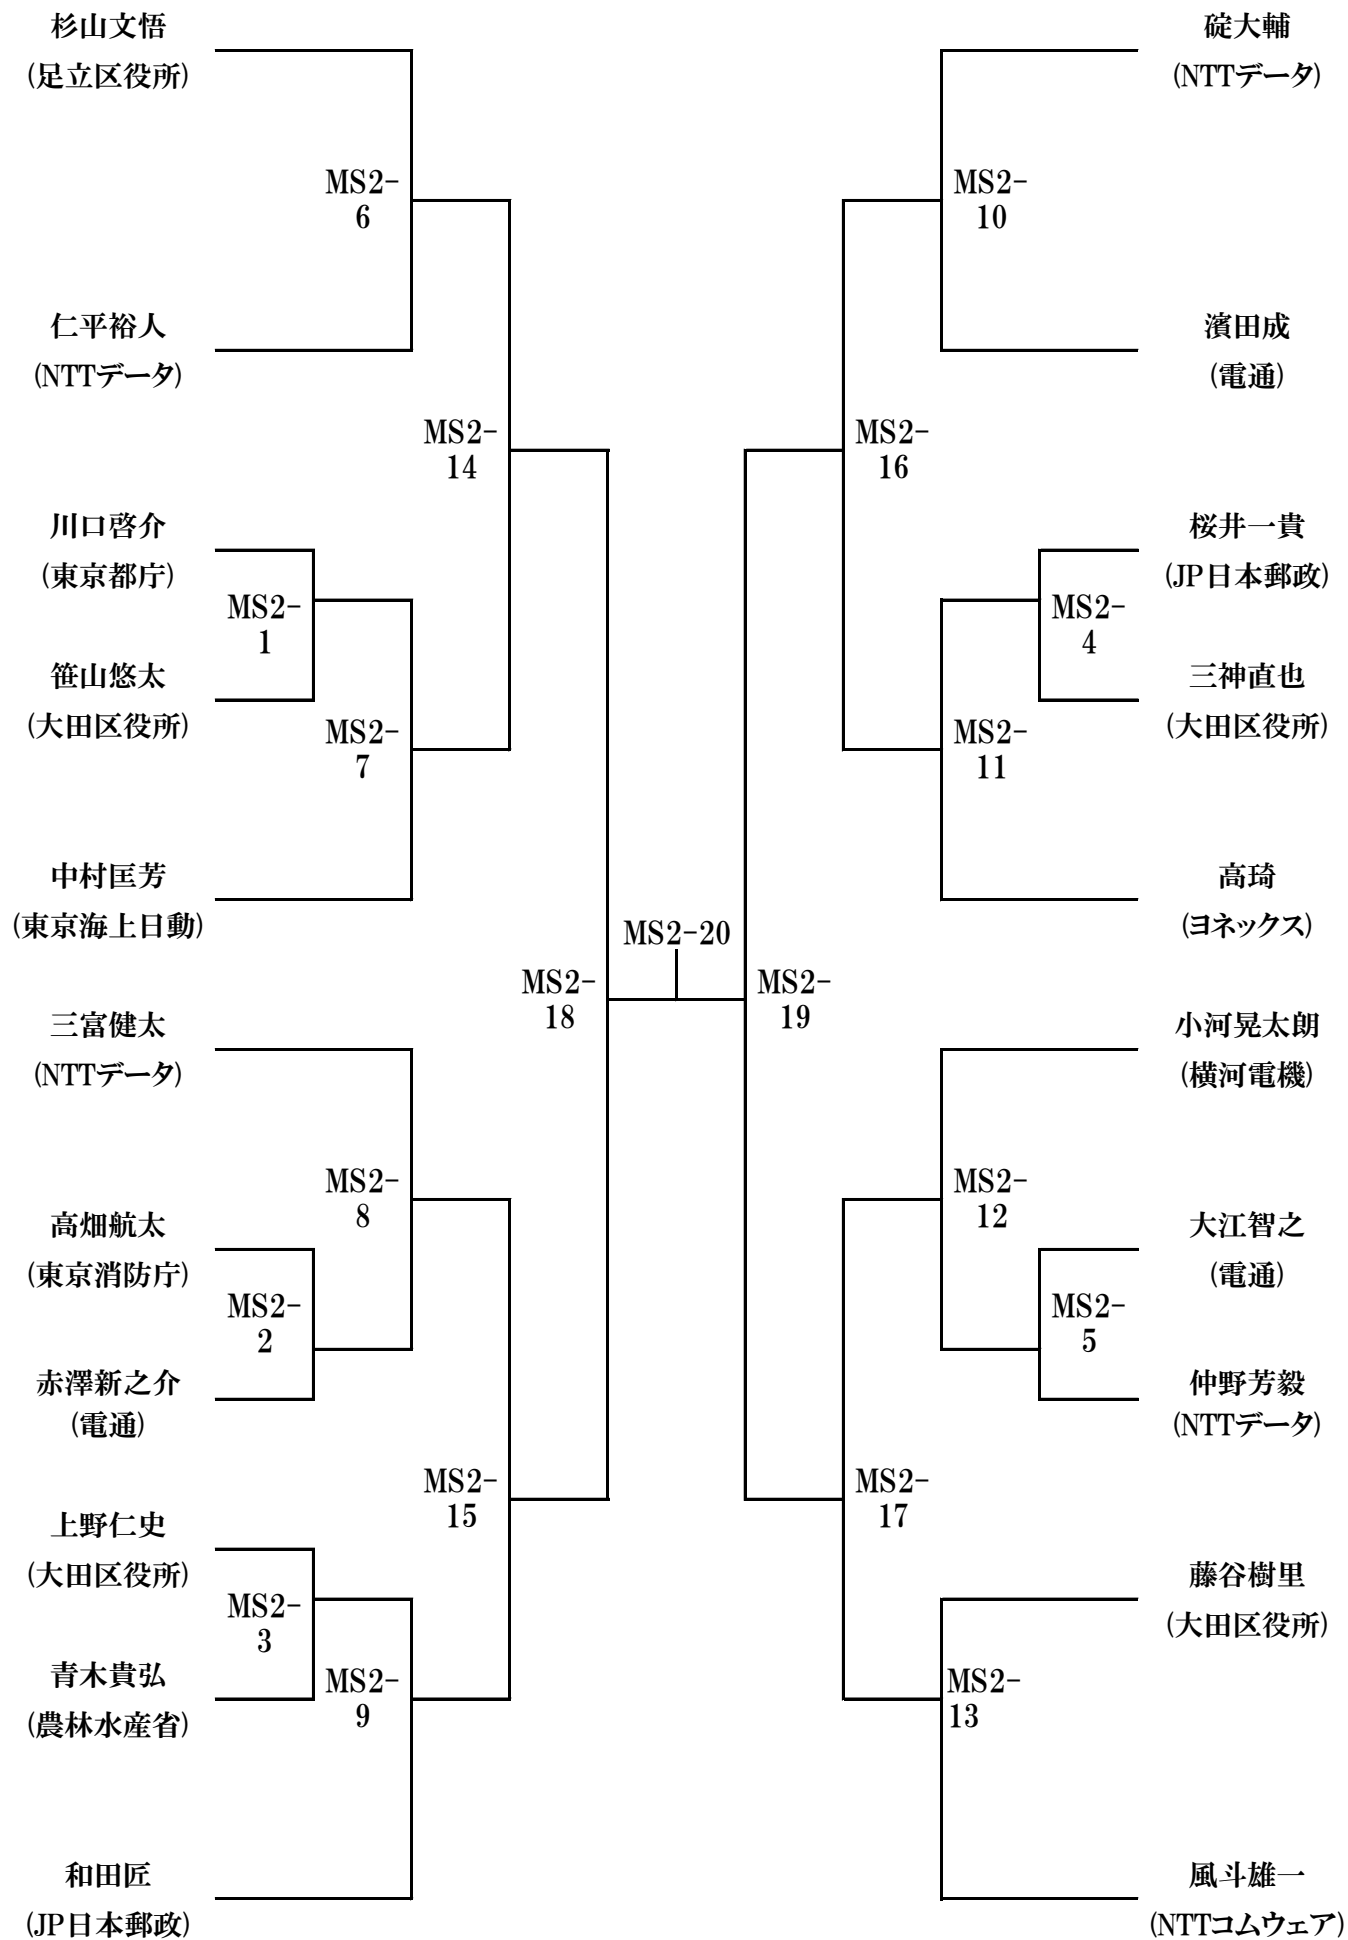 杉山文悟
(足立区役所)
MS2-
6
仁平裕人
(NTTデータ)
MS2-
14
川口啓介
(東京都庁)
MS2-
1
笹山悠太
(大田区役所)
MS2-
7
中村匡芳
(東京海上日動)
MS2-
18
三富健太
(NTTデータ)
MS2-
8
高畑航太
(東京消防庁)
MS2-
2
赤澤新之介
(電通)
MS2-
15
上野仁史
(大田区役所)
MS2-
3
青木貴弘
(農林水産省)
MS2-
9
和田匠
(JP日本郵政)
MS2-20
碇大輔
(NTTデータ)
MS2-
10
濱田成
(電通)
MS2-
16
桜井一貴
(JP日本郵政)
MS2-
4
三神直也
(大田区役所)
MS2-
11
高琦
(ヨネックス)
MS2-
19
小河晃太朗
(横河電機)
MS2-
12
大江智之
(電通)
MS2-
5
仲野芳毅
(NTTデータ)
MS2-
17
藤谷樹里
(大田区役所)
MS2-
13
風斗雄一
(NTTコムウェア)